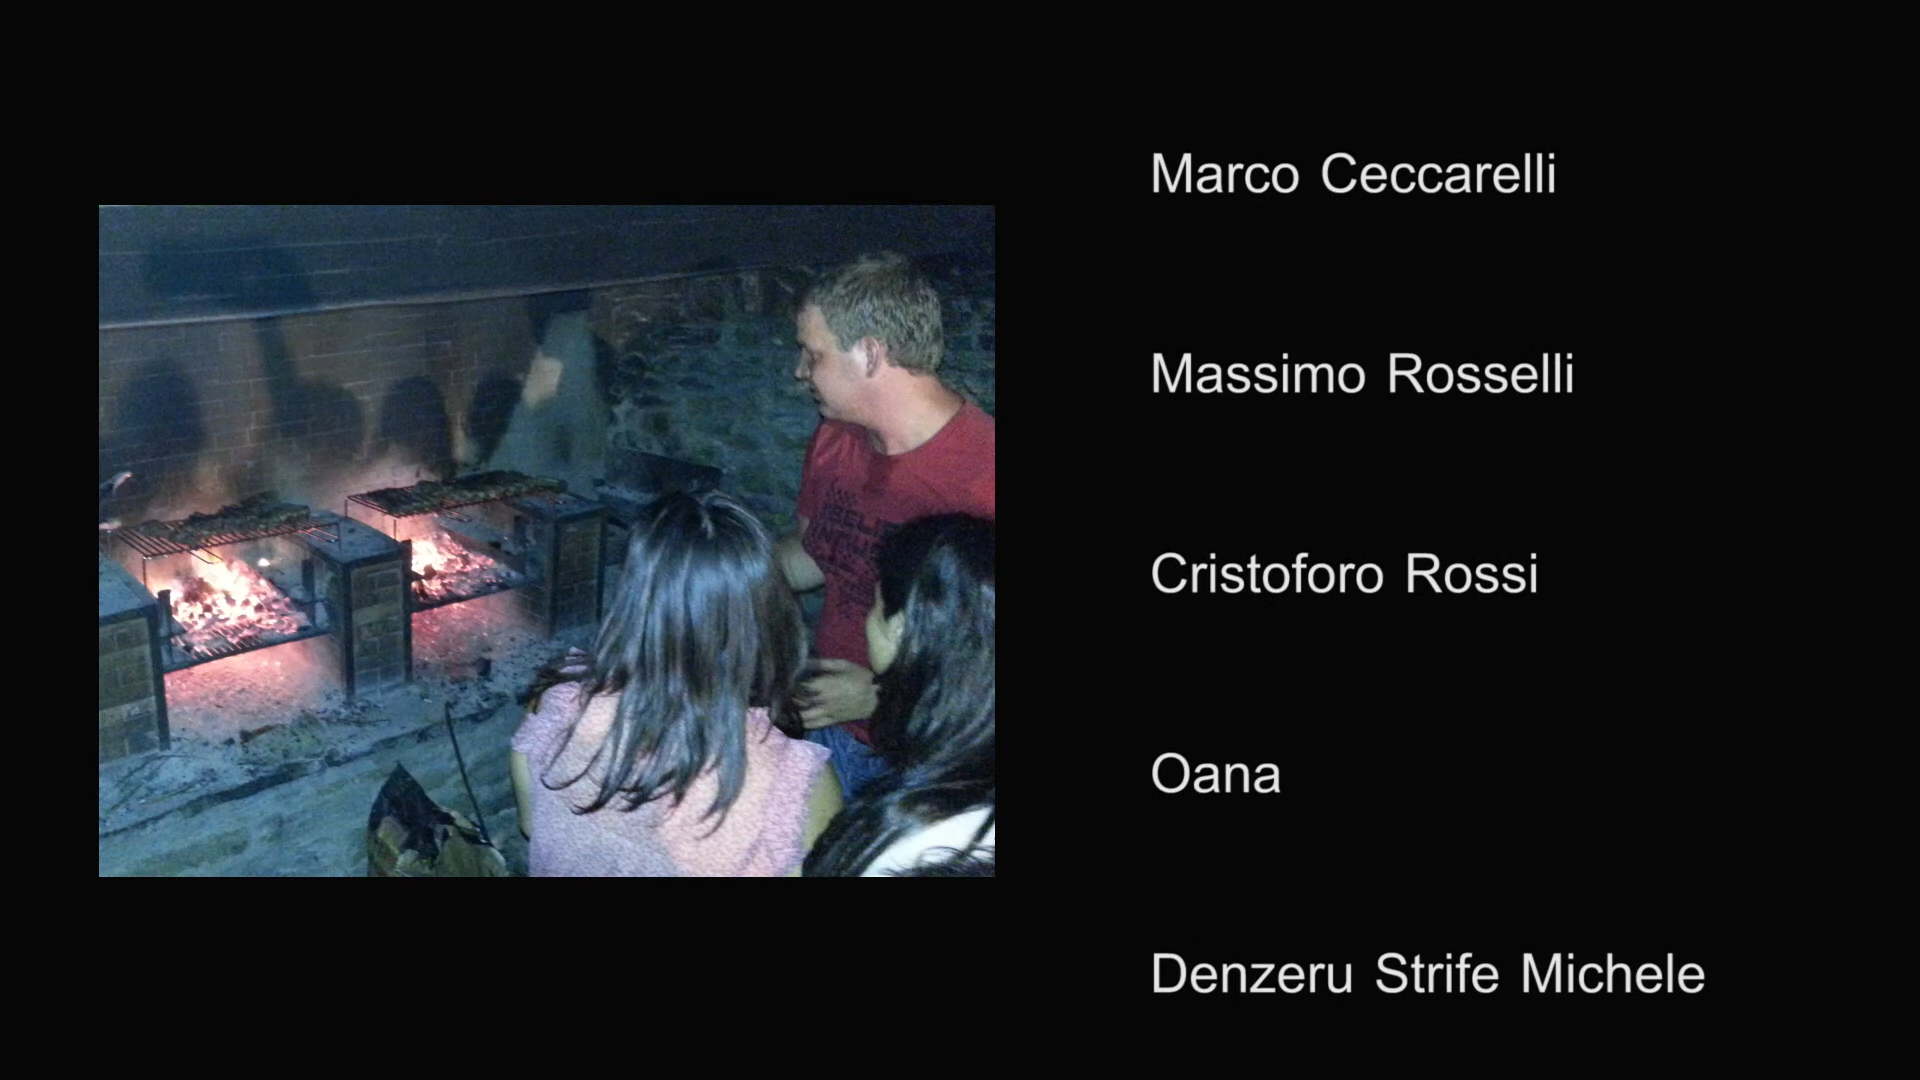 Marco Ceccarelli
Massimo Rosselli
Cristoforo Rossi
Oana
Denzeru Strife Michele